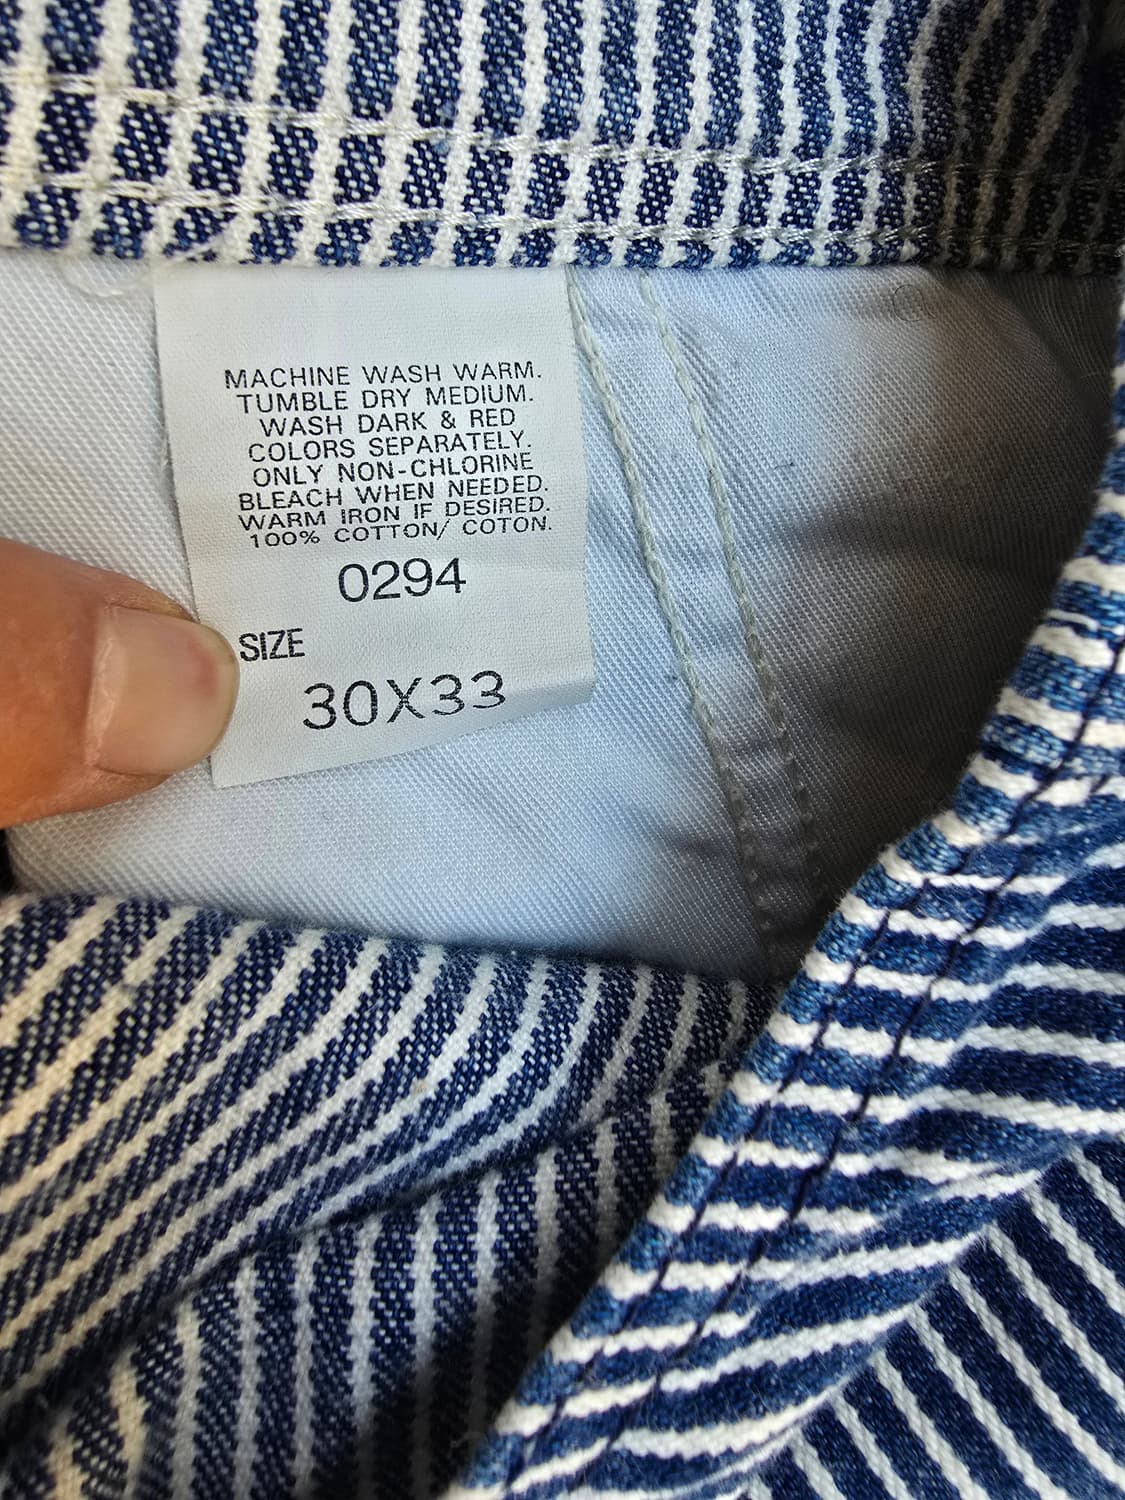 MACHINE WASH WARM.
TUMBLE DRY MEDIUM.
WASH DARK & RED
COLORS SEPARATELY.
ONLY NON-CHLORINE
BLEACH WHEN NEEDED.
WARM IRON IF DESIRED.
100% COTTON/ COTON.
0294
SIZE
30X33